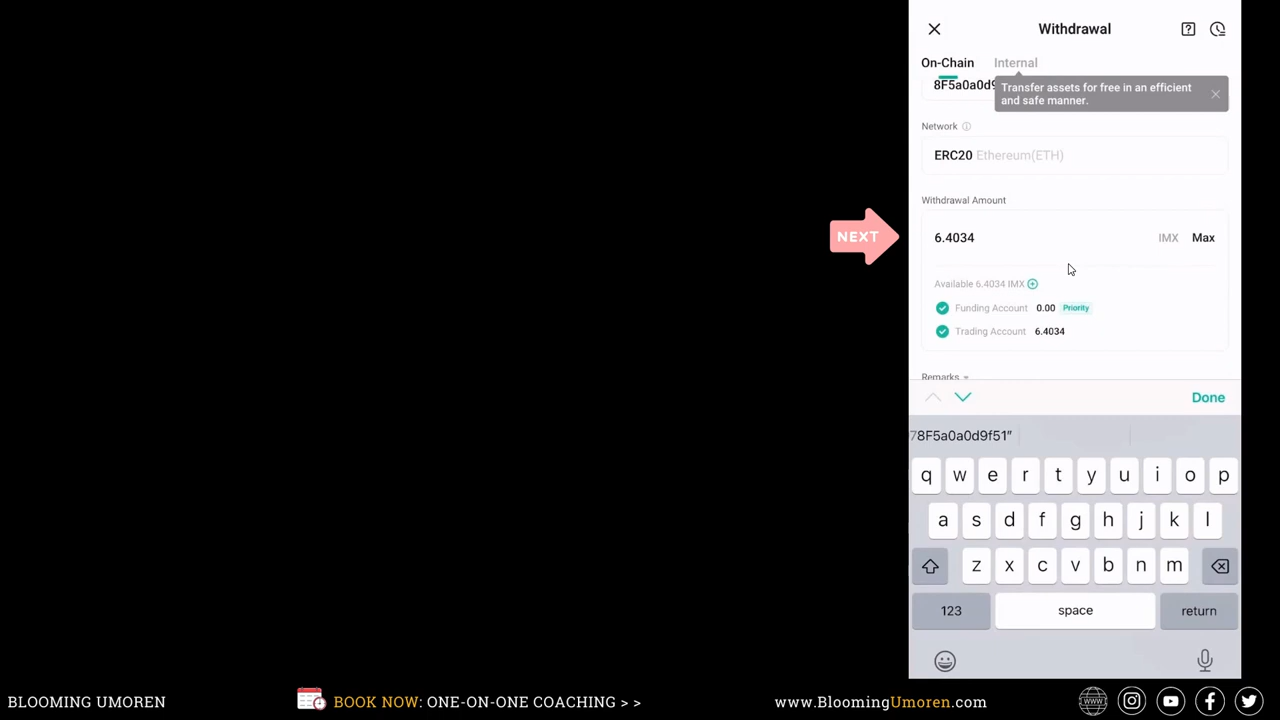 Withdrawal
On-Chain Internal
8F5a0a0d9
Transfer assets for free in an efficient
and safe manner.
Network
ERC20 Ethereum(ETH)
Withdrawal Amount
NEXT
6.4034 IMX Max
Available 6.4034 IMX
Funding Account 0.00 Priority
Trading Account 6.4034
Remarks
Done
78F5a0a0d9f51"
q w e r t y u i o p
a s d f g h j k l
z x c v b n m
123 space return
BLOOMING UMOREN
BOOK NOW: ONE-ON-ONE COACHING > >
www.BloomingUmoren.com